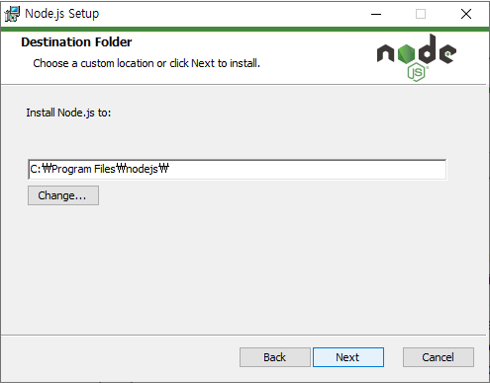 Node.js Setup
Destination Folder
Choose a custom location or click Next to install.
node
JS
Install Node.js to:
C:₩Program Files₩nodejs₩
Change...
Back
Next
Cancel